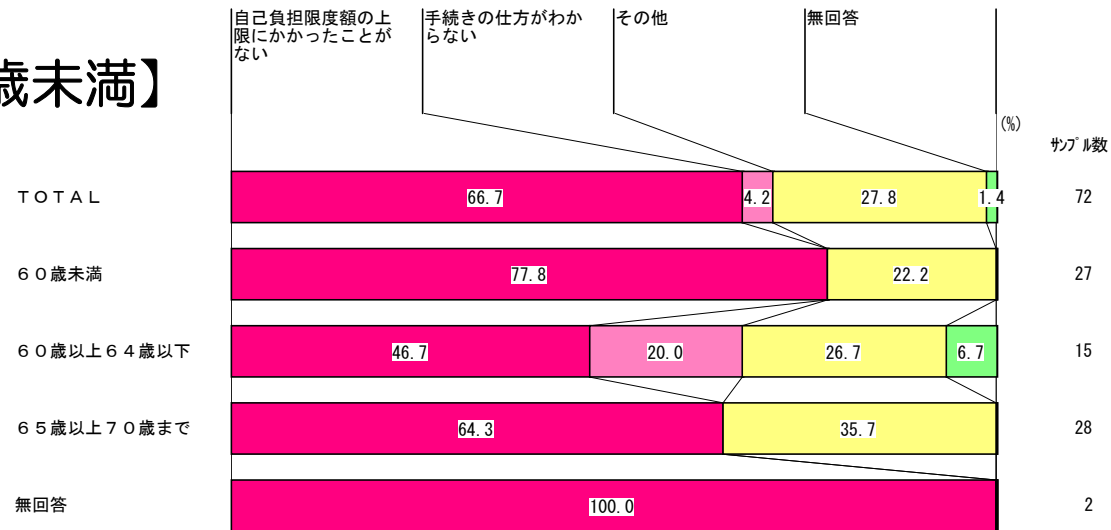 自己負担限度額の上
限にかかったことが
ない
手続きの仕方がわか
らない
その他
無回答
歳未満】
(%)
ｻﾝﾌﾟﾙ数
ＴＯＴＡＬ 66.7 4.2 27.8 1.4 72
６０歳未満 77.8 22.2 27
６０歳以上６４歳以下 46.7 20.0 26.7 6.7 15
６５歳以上７０歳まで 64.3 35.7 28
無回答 100.0 2